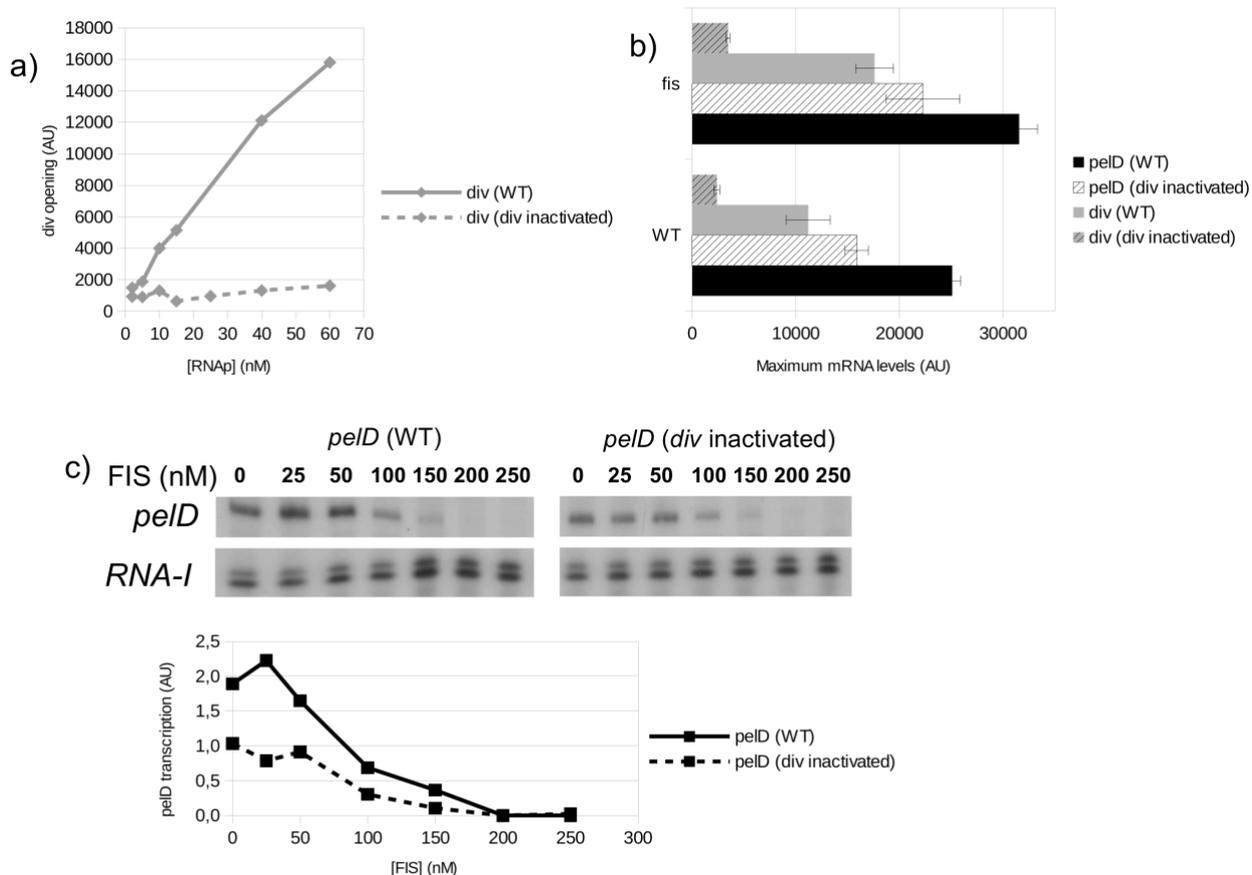 a)
18000
16000
14000
12000
10000
8000
6000
4000
2000
0
div opening (AU)
0 10 20 30 40 50 60 70
[RNAp] (nM)
div (WT)
div (div inactivated)
b)
fis
WT
0 10000 20000 30000
Maximum mRNA levels (AU)
pelD (WT)
pelD (div inactivated)
div (WT)
div (div inactivated)
c)
pelD (WT)
pelD (div inactivated)
FIS (nM) 0 25 50 100 150 200 250 0 25 50 100 150 200 250
pelD
RNA-I
2,5
2,0
1,5
1,0
0,5
0,0
pelD transcription (AU)
0 50 100 150 200 250 300
[FIS] (nM)
pelD (WT)
pelD (div inactivated)